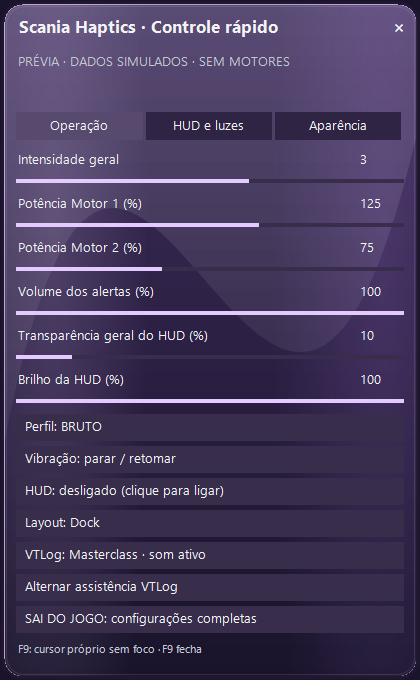 Scania Haptics · Controle rápido ×
PRÉVIA · DADOS SIMULADOS · SEM MOTORES
Operação HUD e luzes Aparência
Intensidade geral 3
Potência Motor 1 (%) 125
Potência Motor 2 (%) 75
Volume dos alertas (%) 100
Transparência geral do HUD (%) 10
Brilho da HUD (%) 100
Perfil: BRUTO
Vibração: parar / retomar
HUD: desligado (clique para ligar)
Layout: Dock
VTLog: Masterclass · som ativo
Alternar assistência VTLog
SAI DO JOGO: configurações completas
F9: cursor próprio sem foco · F9 fecha